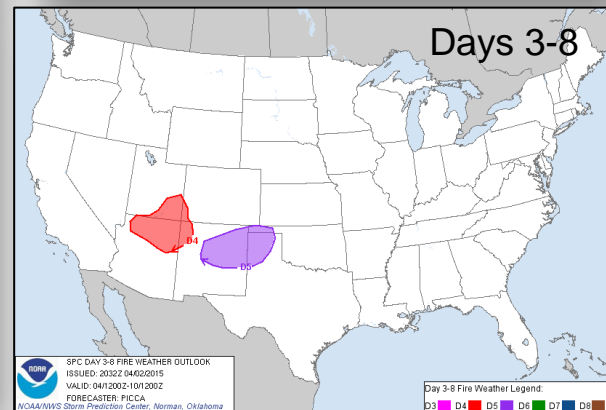 Days 3-8
D4
D5
NOAA
SPC DAY 3-8 FIRE WEATHER OUTLOOK
ISSUED: 2032Z 04/02/2015
VALID: 04/1200Z-10/1200Z
FORECASTER: PICCA
NOAA/NWS Storm Prediction Center, Norman, Oklahoma
Day 3-8 Fire Weather Legend:
D3 D4 D5 D6 D7 D8